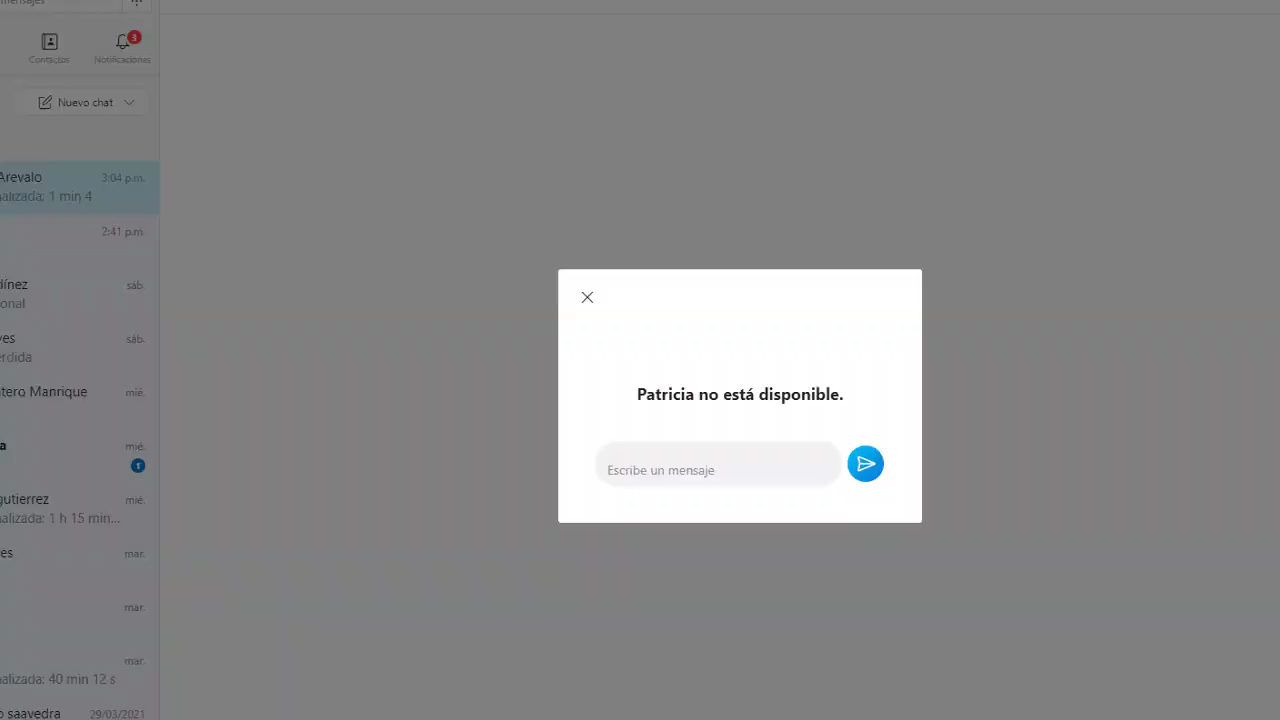 mensajes
Contactos
Notificaciones
3
Nuevo chat
Arevalo
3:04 p.m.
alizada: 1 min 4
2:41 p.m.
sáb.
onal
sáb.
erdida
tero Manrique
mié.
a
mié.
1
gutierrez
mié.
alizada: 1 h 15 min...
es
mar.
mar.
mar.
alizada: 40 min 12 s
o saavedra
29/03/2021
Patricia no está disponible.
Escribe un mensaje